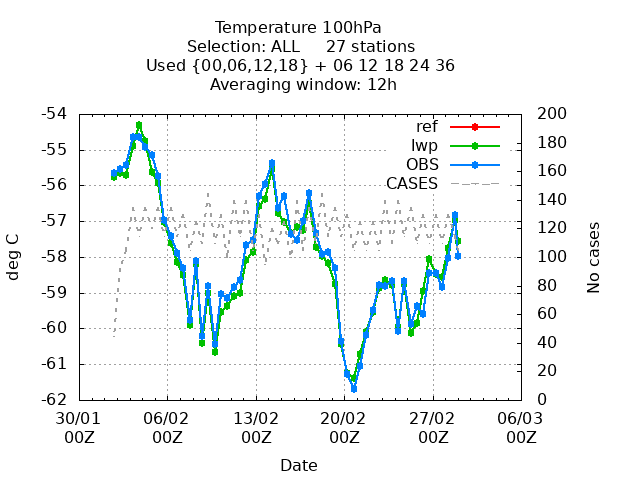 Temperature 100hPa
Selection: ALL     27 stations
Used {00,06,12,18} + 06 12 18 24 36
Averaging window: 12h
-54 200
ref
-55 180
lwp
160
OBS
-56 CASES 140
-57 120
-58 100
-59 80
-60 60
40
-61 20
-62 0
deg C
No cases
30/01 06/02 13/02 20/02 27/02 06/03
00Z 00Z 00Z 00Z 00Z 00Z
Date